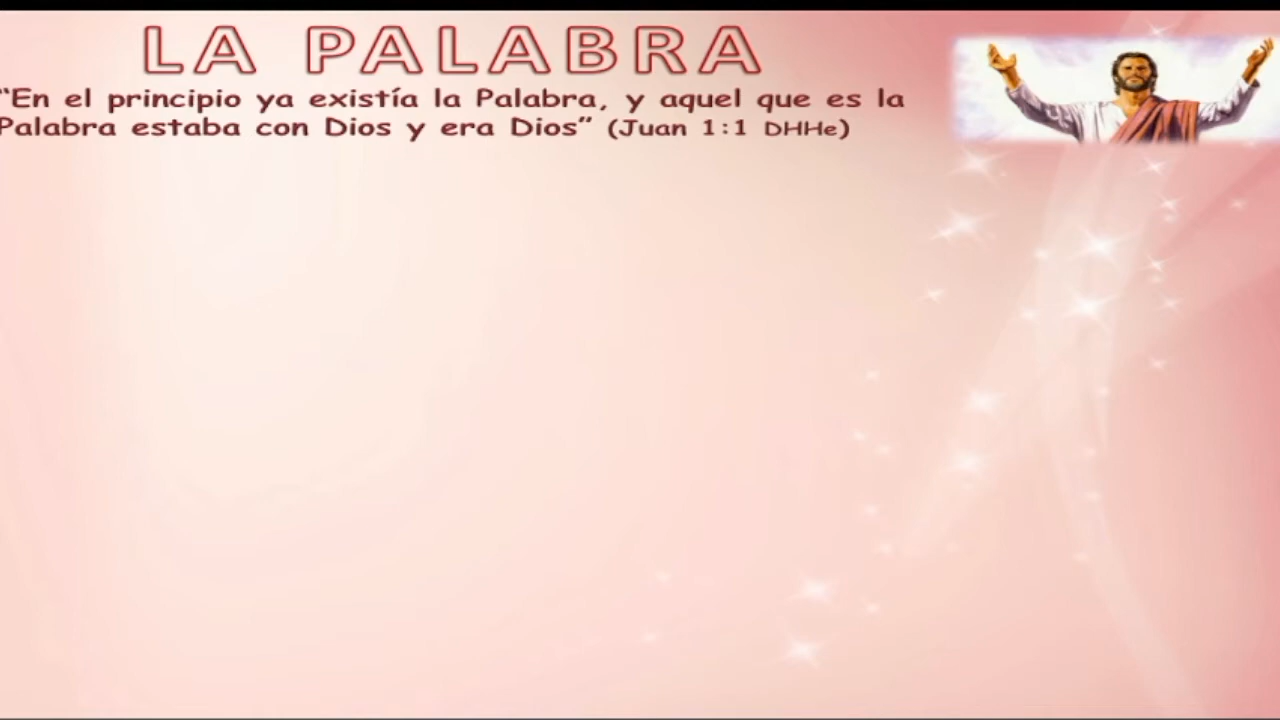 LA PALABRA
“En el principio ya existía la Palabra, y aquel que es la
Palabra estaba con Dios y era Dios” (Juan 1:1 DHHe)